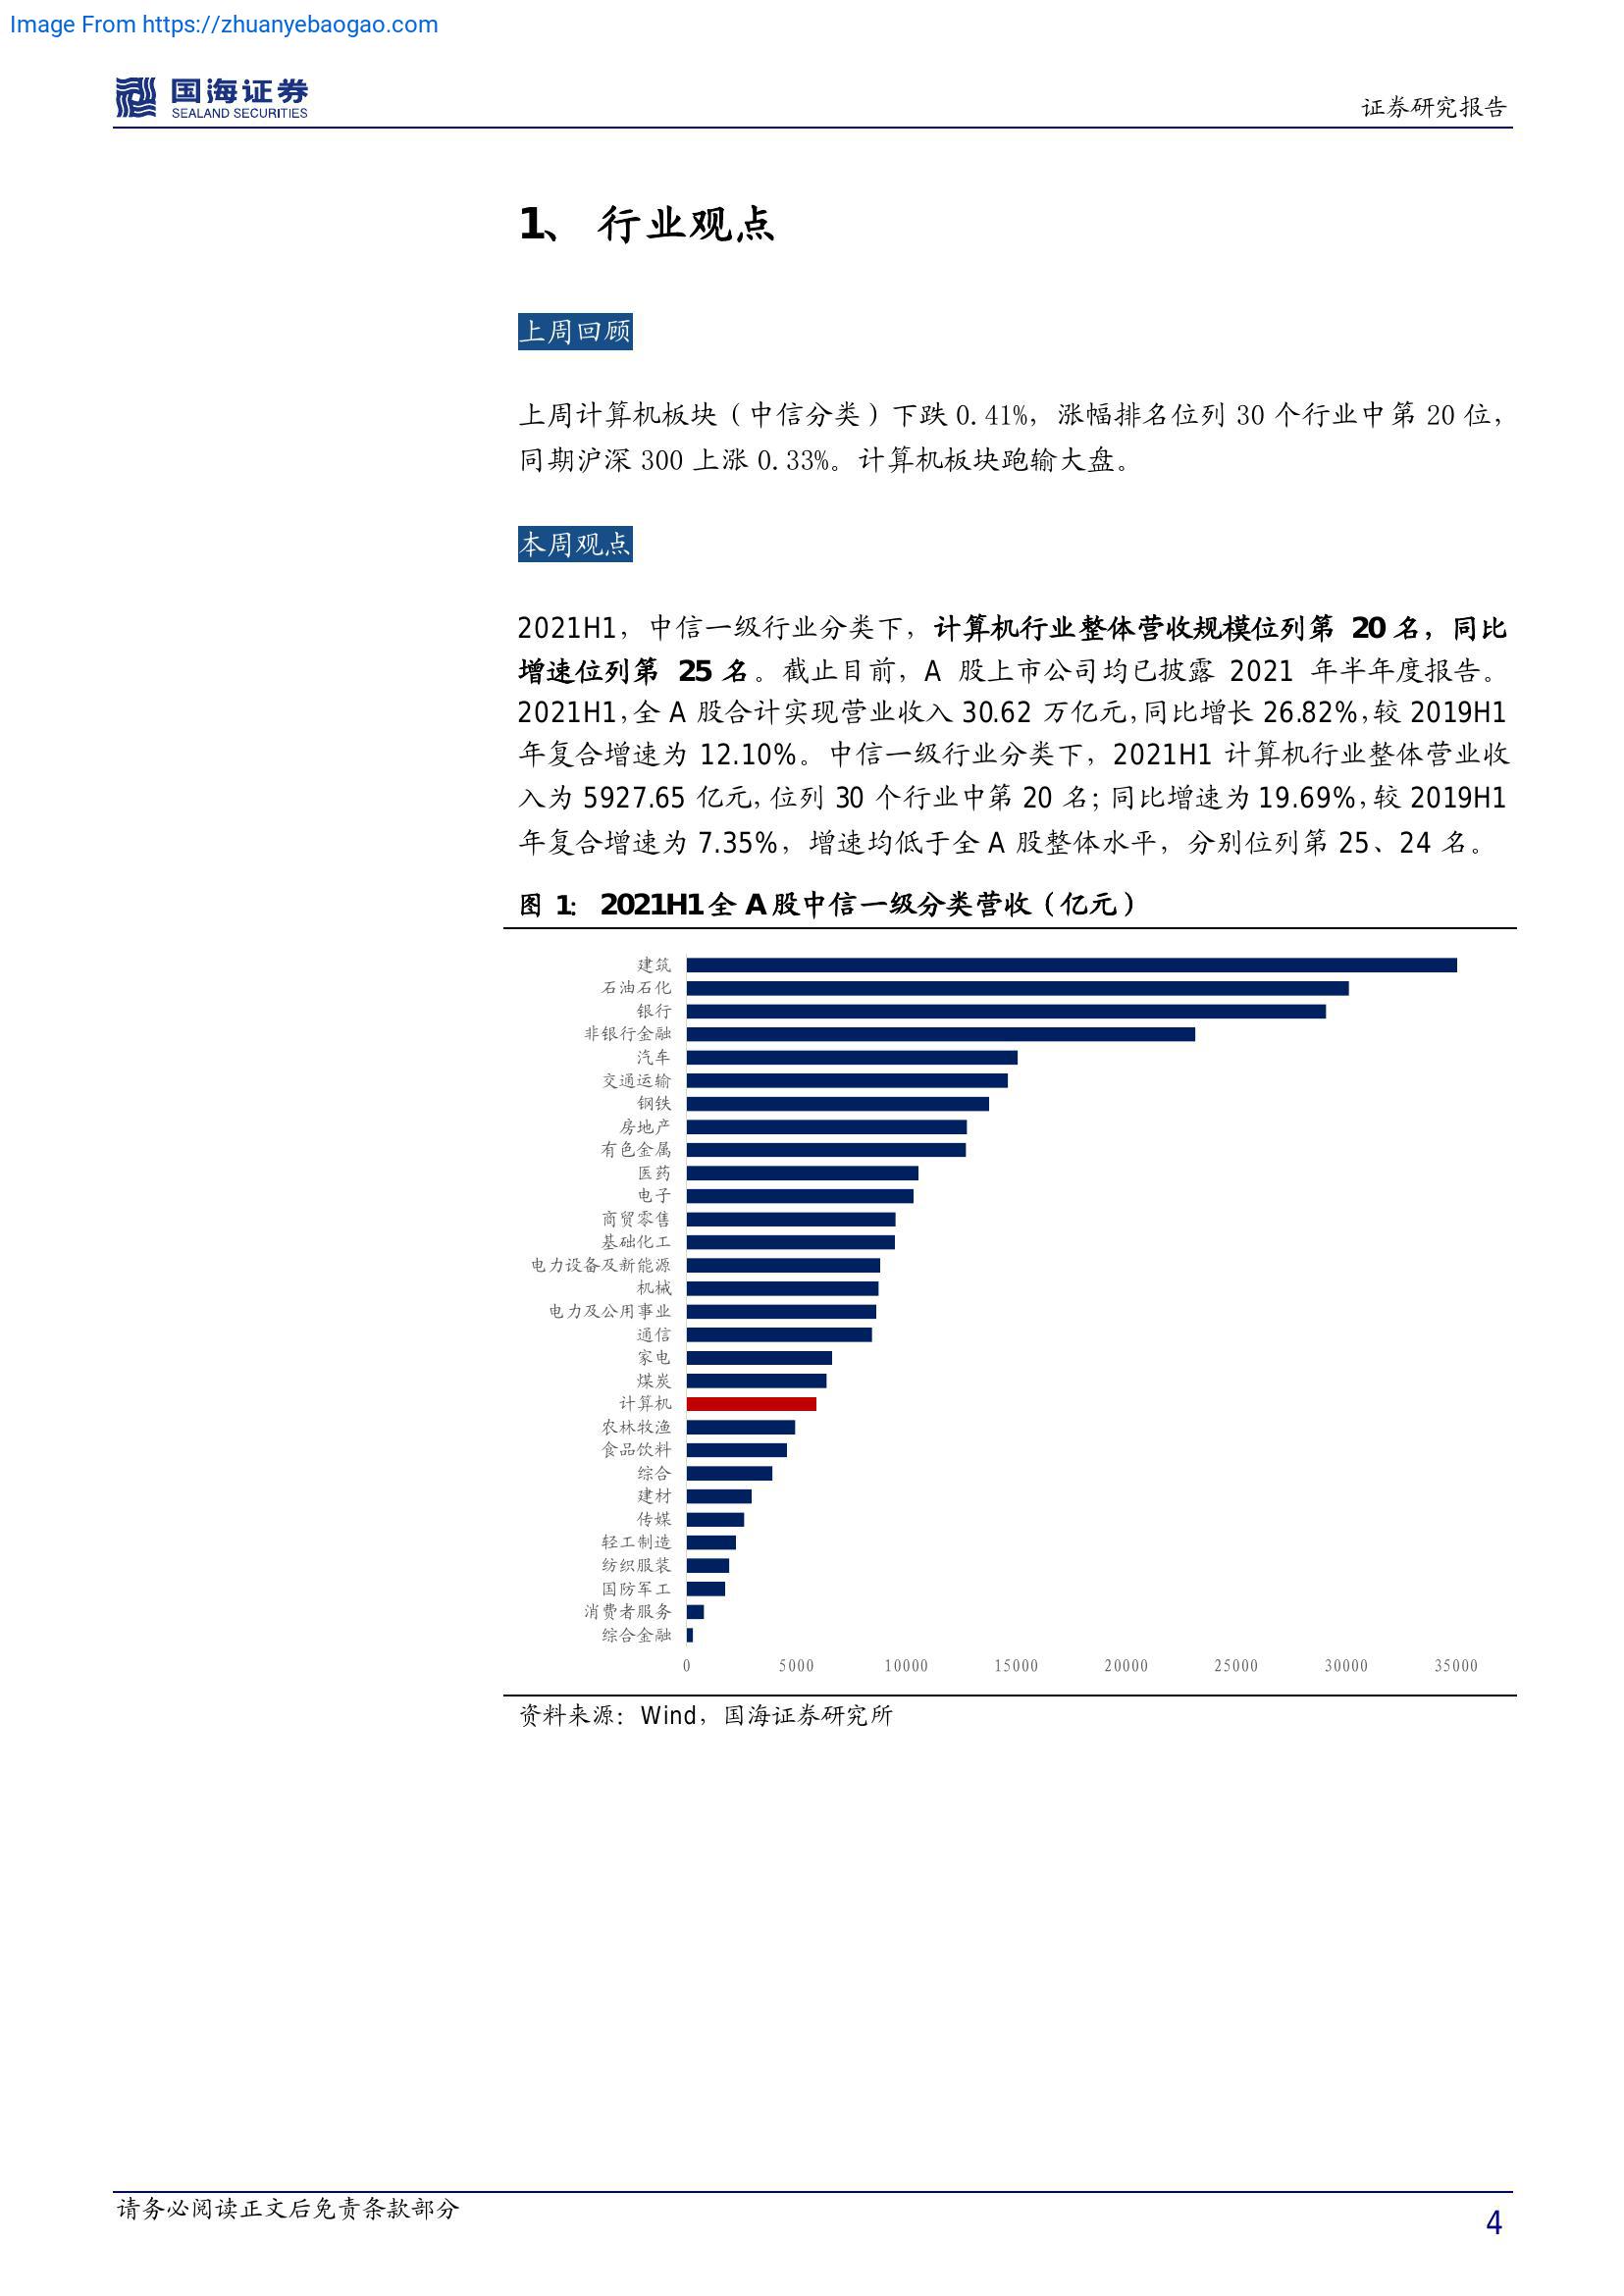 Image From https://zhuanyebaogao.com
国海证券
SEALAND SECURITIES
证券研究报告
1、 行业观点
上周回顾
上周计算机板块（中信分类）下跌 0.41%，涨幅排名位列 30 个行业中第 20 位，
同期沪深 300 上涨 0.33%。计算机板块跑输大盘。
本周观点
2021H1，中信一级行业分类下，计算机行业整体营收规模位列第 20 名，同比
增速位列第 25 名。截止目前，A 股上市公司均已披露 2021 年半年度报告。
2021H1，全 A 股合计实现营业收入 30.62 万亿元，同比增长 26.82%，较 2019H1
年复合增速为 12.10%。中信一级行业分类下，2021H1 计算机行业整体营业收
入为 5927.65 亿元，位列 30 个行业中第 20 名；同比增速为 19.69%，较 2019H1
年复合增速为 7.35%，增速均低于全 A 股整体水平，分别位列第 25、24 名。
图 1： 2021H1 全 A 股中信一级分类营收（亿元）
建筑
石油石化
银行
非银行金融
汽车
交通运输
钢铁
房地产
有色金属
医药
电子
商贸零售
基础化工
电力设备及新能源
机械
电力及公用事业
通信
家电
煤炭
计算机
农林牧渔
食品饮料
综合
建材
传媒
轻工制造
纺织服装
国防军工
消费者服务
综合金融
0 5000 10000 15000 20000 25000 30000 35000
资料来源：Wind，国海证券研究所
请务必阅读正文后免责条款部分
4